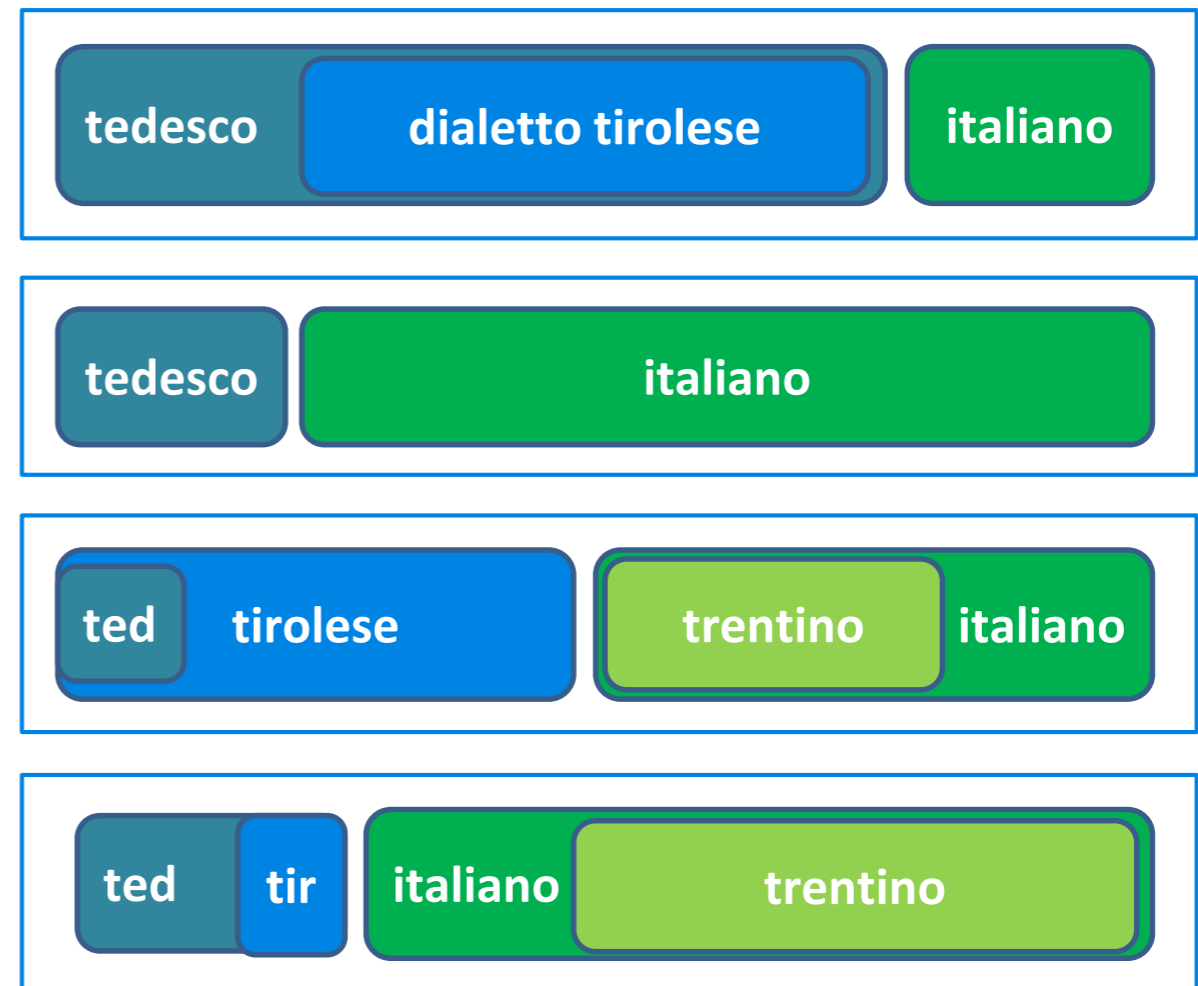 tedesco dialetto tirolese italiano
tedesco italiano
ted tirolese trentino italiano
ted tir italiano trentino